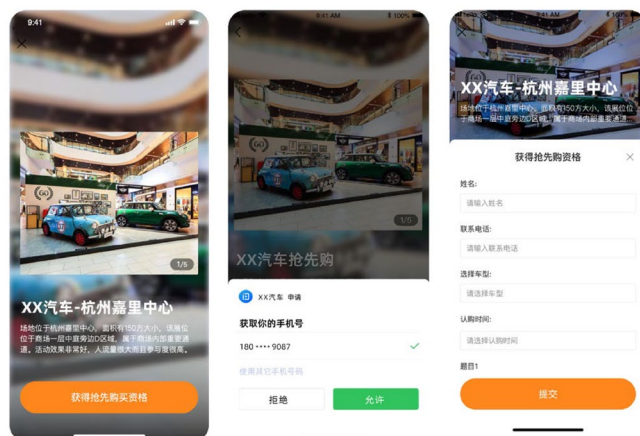 9:41
GO
1/5
XX汽车-杭州嘉里中心
场地位于杭州嘉里中心，面积有150方大小，该展位
位于商场一层中庭旁边D区域，属于商场内部重要通
道。活动效果非常好，人流量很大而且参与度很高。
获得抢先购买资格
9:41 AM
100%
GO
1/5
XX汽车抢先购
XX汽车 申请
获取你的手机号
180 •••• 9087
使用其它手机号码
拒绝
允许
9:41 AM
100%
XX汽车-杭州嘉里中心
场地位于杭州嘉里中心，面积有150方大小，该展位位
于商场一层中庭旁边D区域，属于商场内部重要通道...
获得抢先购资格
姓名:
请输入姓名
联系电话:
请输入联系电话
选择车型:
请选择车型
认购时间:
请选择认购时间
题目1
提交